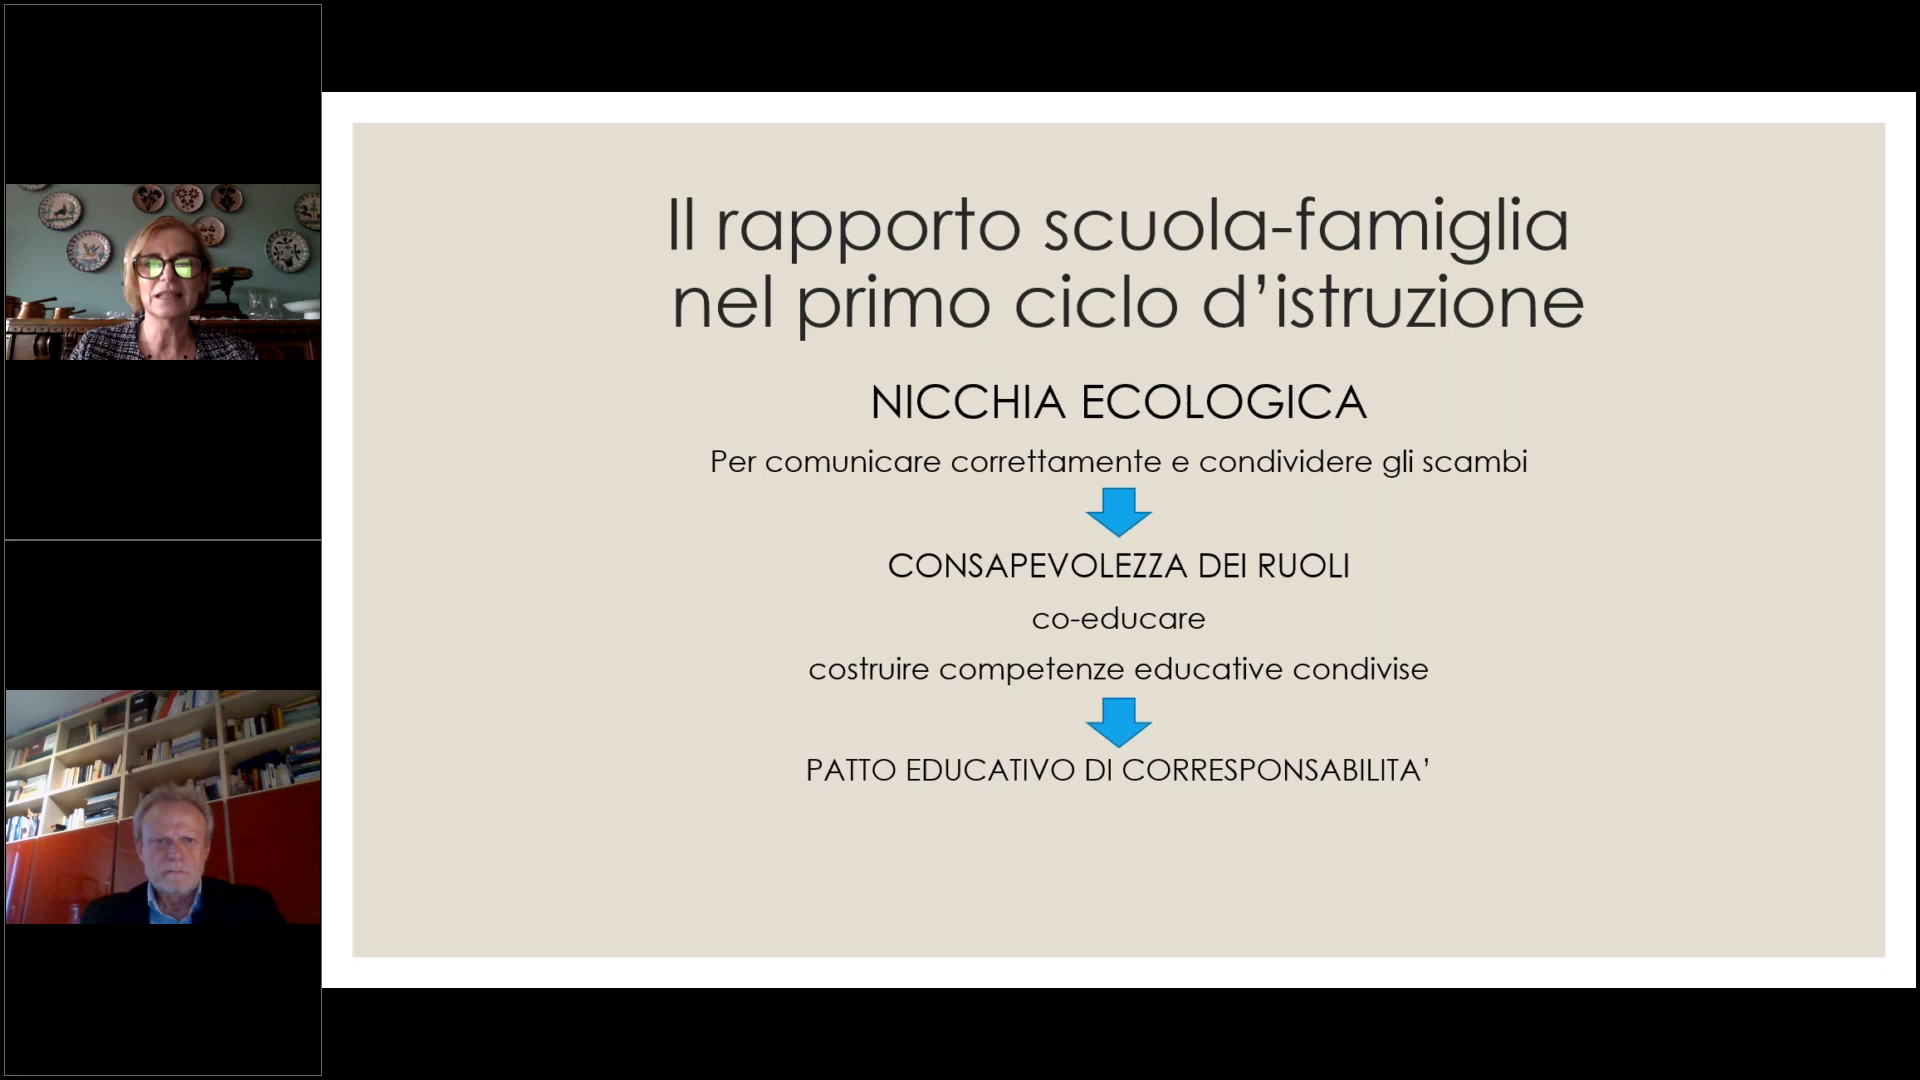 Il rapporto scuola-famiglia
nel primo ciclo d’istruzione
NICCHIA ECOLOGICA
Per comunicare correttamente e condividere gli scambi
CONSAPEVOLEZZA DEI RUOLI
co-educare
costruire competenze educative condivise
PATTO EDUCATIVO DI CORRESPONSABILITA’